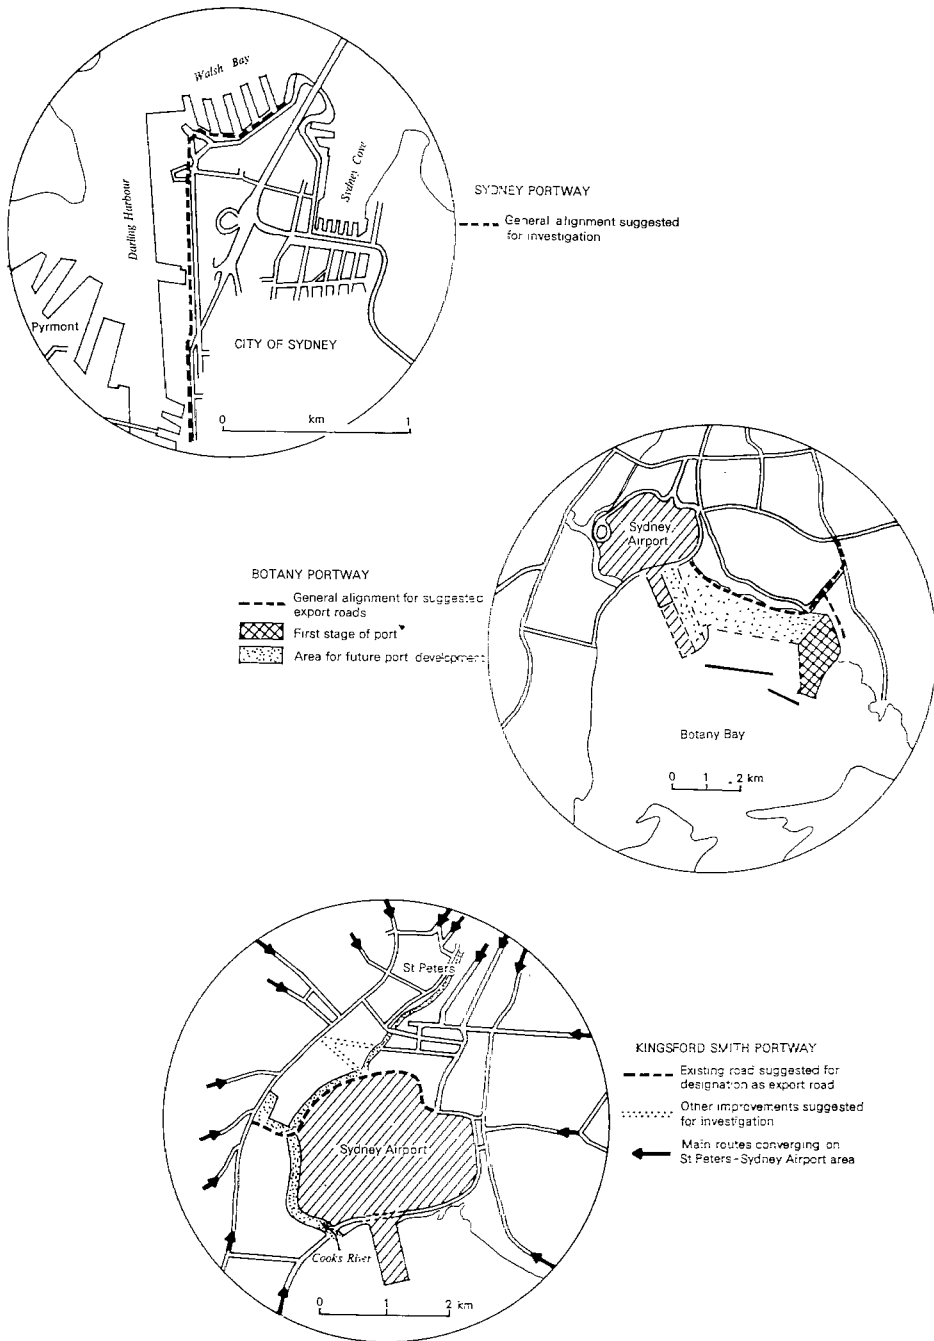 Walsh Bay
Sydney Cove
Darling Harbour
Pyrmont
CITY OF SYDNEY
0 km 1
SYDNEY PORTWAY
General alignment suggested
for investigation
BOTANY PORTWAY
General alignment for suggested
export roads
First stage of port
Area for future port development
Sydney
Airport
Botany Bay
0 1 2 km
St Peters
Sydney Airport
Cooks River
0 1 2 km
KINGSFORD SMITH PORTWAY
Existing road suggested for
designation as export road
Other improvements suggested
for investigation
Main routes converging on
St Peters-Sydney Airport area